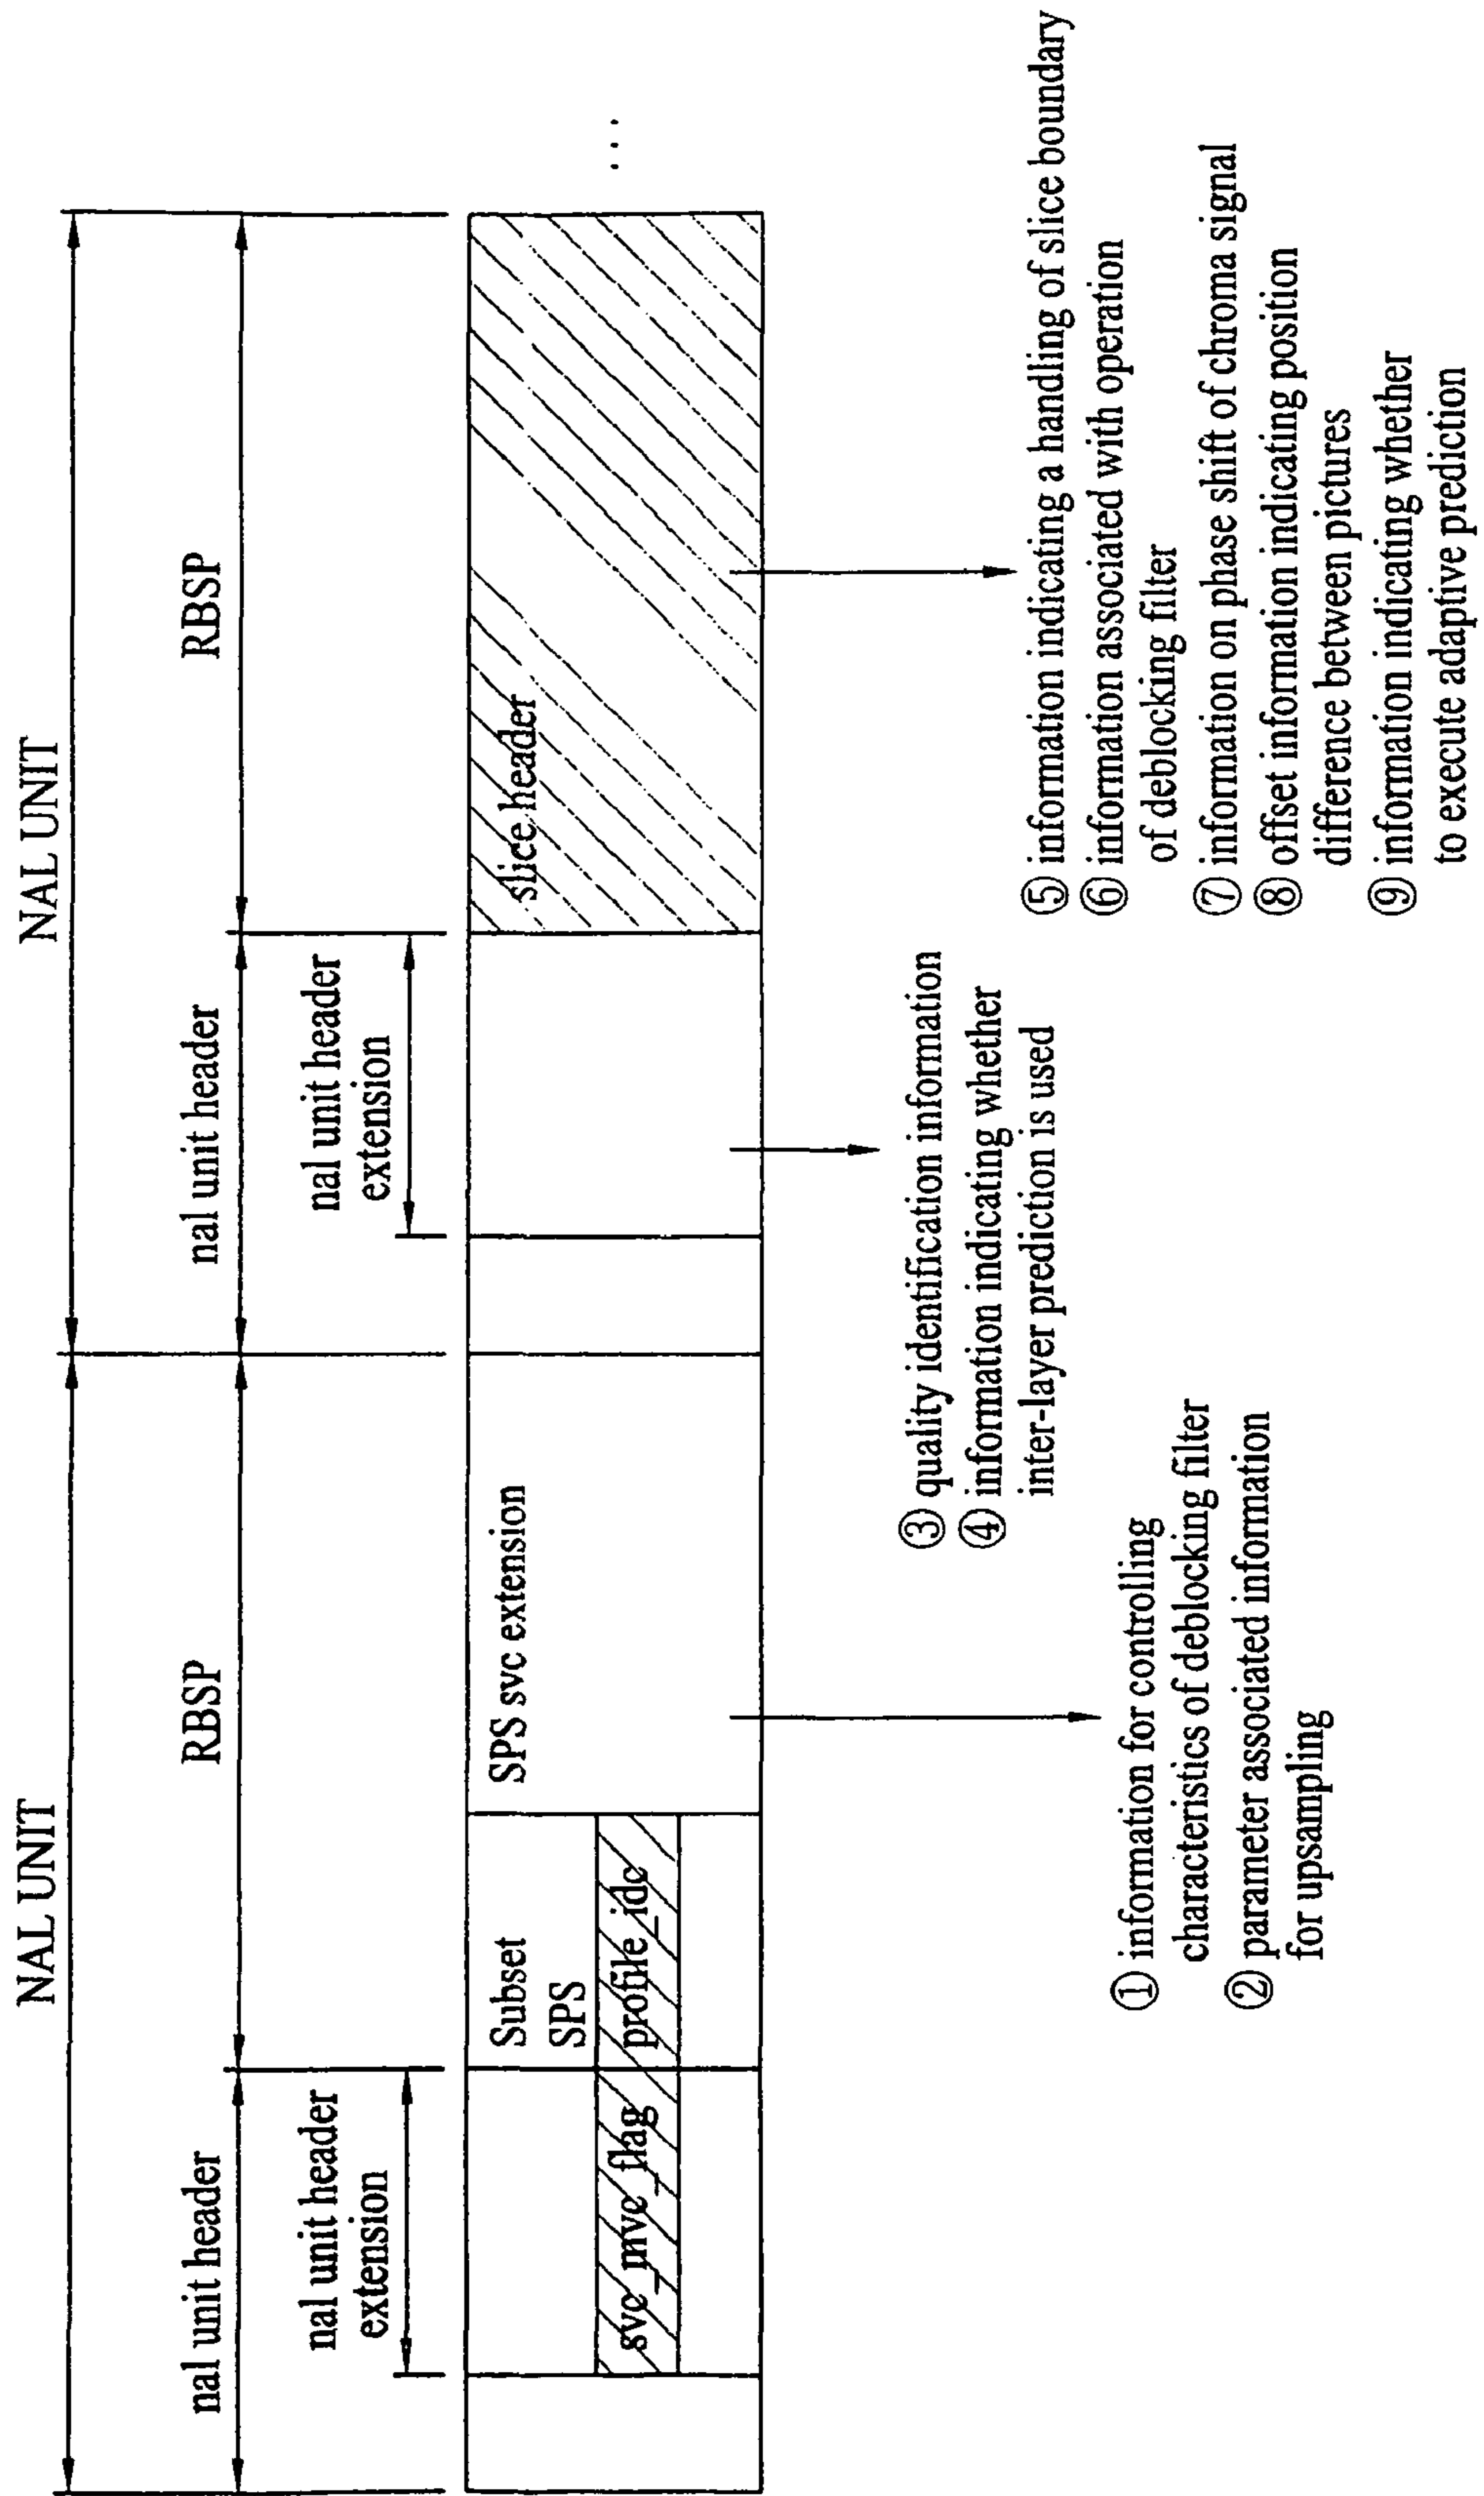 NAL UNIT
NAL UNIT
nal unit header
RBSP
nal unit header
RBSP
nal unit header
extension
nal unit header
extension
Subset
SPS
SPS svc extension
slice header
svc_mvc_flag
profile_idc
...
① information for controlling
characteristics of deblocking filter
② parameter associated information
for upsampling
③ quality identification information
④ information indicating whether
inter-layer prediction is used
⑤ information indicating a handling of slice boundary
⑥ information associated with operation
of deblocking filter
⑦ information on phase shift of chroma signal
⑧ offset information indicating position
difference between pictures
⑨ information indicating whether
to execute adaptive prediction